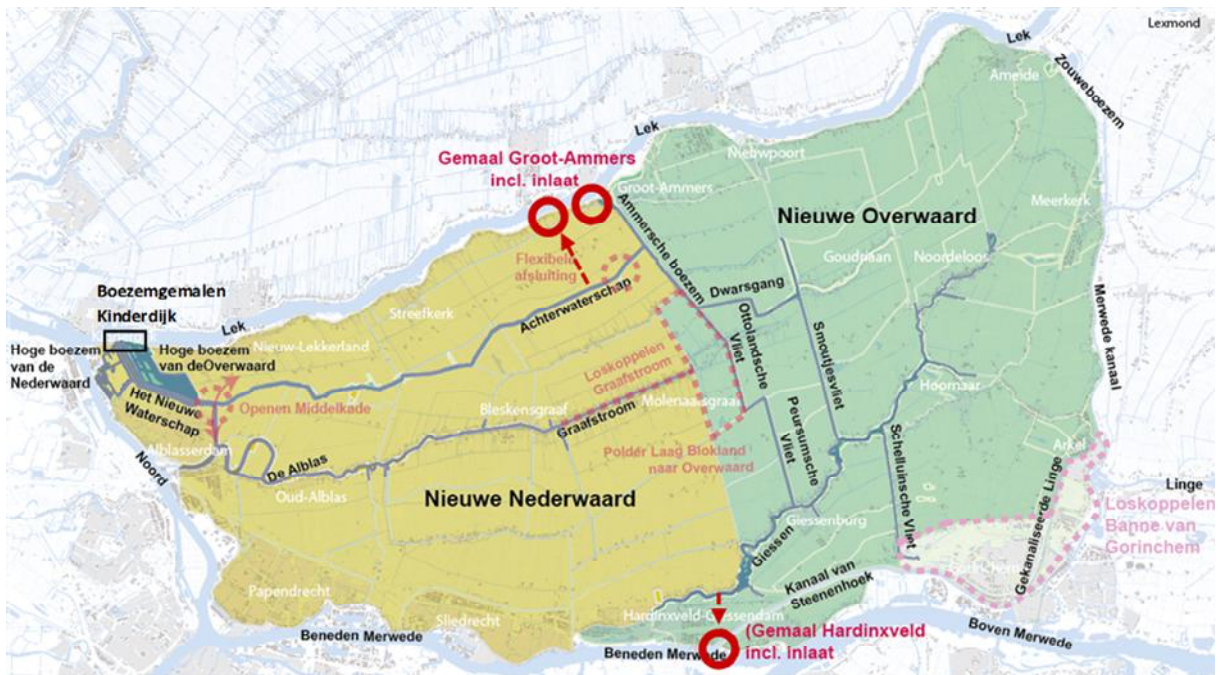 Lexmond
Lek
Ameide
Zouweboezem
Lek
Gemaal Groot-Ammers
incl. inlaat
Nieuwpoort
Groot-Ammers
Meerkerk
Nieuwe Overwaard
Ammersche boezem
Flexibele
afsluiting
Goudriaan
Noordeloos
Achterwaterschap
Dwarsgang
Boezemgemalen
Kinderdijk
Lek
Streefkerk
Ottolandsche
Vliet
Smoutjesvliet
Merwede kanaal
Hoge boezem
van de
Nederwaard
Hoge boezem
van deOverwaard
Nieuw-Lekkerland
Loskoppelen
Graafstroom
Hoornaar
Het Nieuwe
Waterschap
Openen Middelkade
Bleskensgraaf
Graafstroom
Molenaarsgraaf
Peursumsche
Vliet
Schelluinsche Vliet
Alblasserdam
Arkel
Noord
De Alblas
Polder Laag Blokland
naar Overwaard
Oud-Alblas
Nieuwe Nederwaard
Linge
Loskoppelen
Banne van
Gorinchem
Giessenburg
Giessen
Gekanaliseerde Linge
Gorinchem
Kanaal van
Steenenhoek
Papendrecht
Sliedrecht
Hardinxveld-Giessendam
Beneden Merwede
Beneden Merwede
(Gemaal Hardinxveld
incl. Inlaat
Boven Merwede